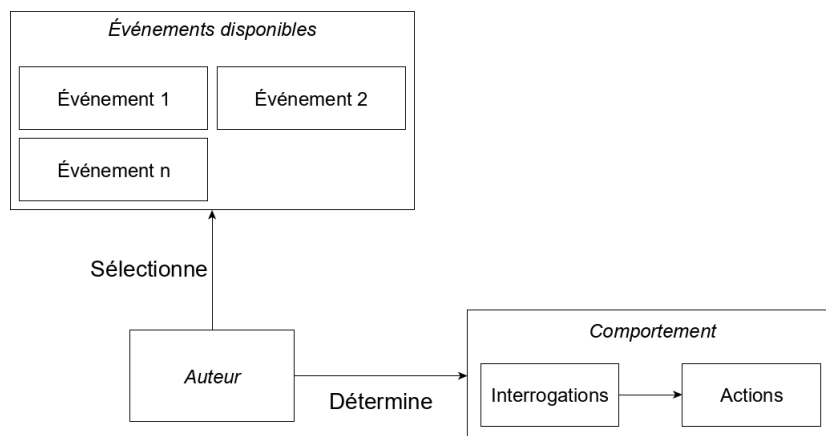 Événements disponibles
Événement 1
Événement 2
Événement n
Sélectionne
Auteur
Détermine
Comportement
Interrogations
Actions